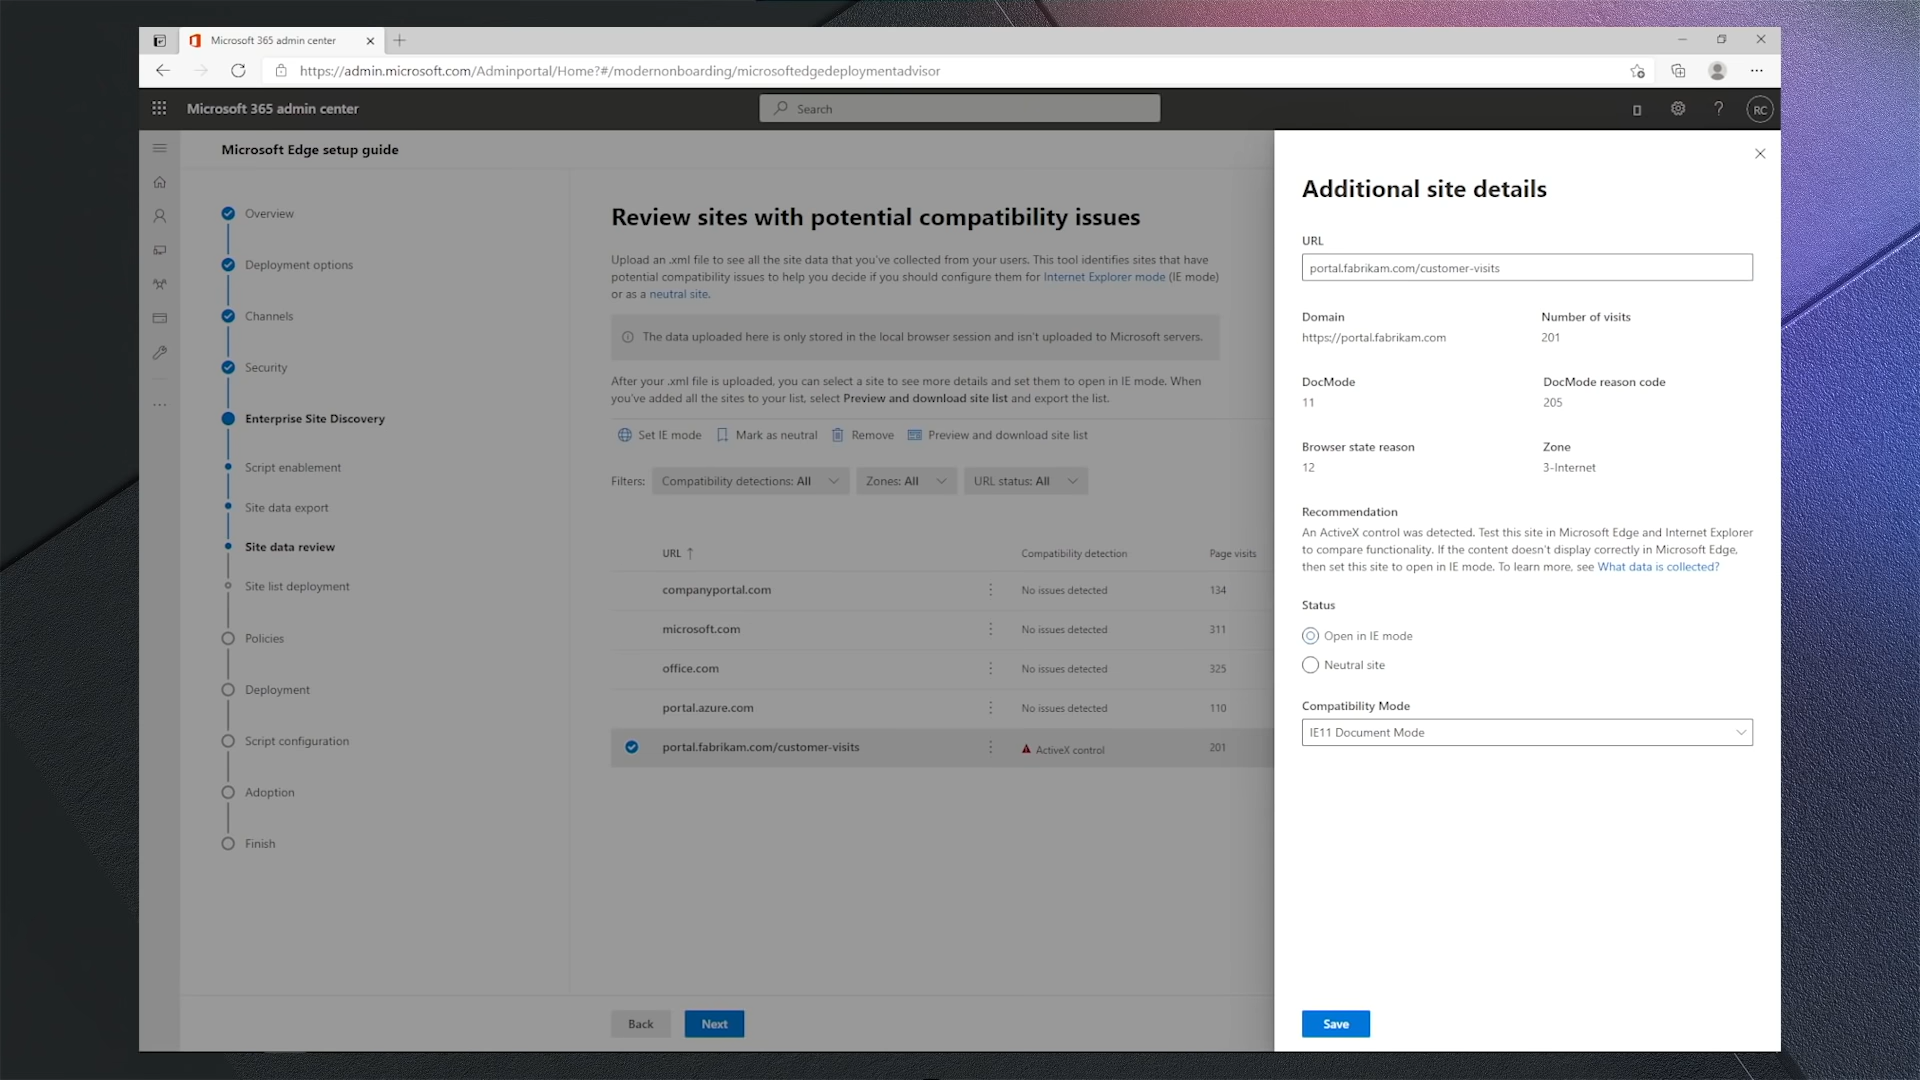 Microsoft 365 admin center
https://admin.microsoft.com/Adminportal/Home?#/modernonboarding/microsoftedgedeploymentadvisor
Microsoft 365 admin center
Search
?
RC
Microsoft Edge setup guide
Overview
Deployment options
Channels
Security
Enterprise Site Discovery
Script enablement
Site data export
Site data review
Site list deployment
Policies
Deployment
Script configuration
Adoption
Finish
Review sites with potential compatibility issues
Upload an .xml file to see all the site data that you've collected from your users. This tool identifies sites that have
potential compatibility issues to help you decide if you should configure them for Internet Explorer mode (IE mode)
or as a neutral site.
The data uploaded here is only stored in the local browser session and isn't uploaded to Microsoft servers.
After your .xml file is uploaded, you can select a site to see more details and set them to open in IE mode. When
you've added all the sites to your list, select Preview and download site list and export the list.
Set IE mode Mark as neutral Remove Preview and download site list
Filters: Compatibility detections: All Zones: All URL status: All
URL ↑ Compatibility detection Page visits
companyportal.com No issues detected 134
microsoft.com No issues detected 311
office.com No issues detected 325
portal.azure.com No issues detected 110
portal.fabrikam.com/customer-visits ActiveX control 201
Back Next
Additional site details
URL
portal.fabrikam.com/customer-visits
Domain Number of visits
https://portal.fabrikam.com 201
DocMode DocMode reason code
11 205
Browser state reason Zone
12 3-Internet
Recommendation
An ActiveX control was detected. Test this site in Microsoft Edge and Internet Explorer
to compare functionality. If the content doesn't display correctly in Microsoft Edge,
then set this site to open in IE mode. To learn more, see What data is collected?
Status
Open in IE mode
Neutral site
Compatibility Mode
IE11 Document Mode
Save